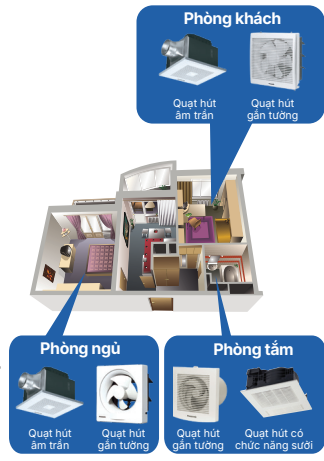 Phòng khách
Quạt hút
âm trần
Quạt hút
gắn tường
Phòng ngủ
Quạt hút
âm trần
Quạt hút
gắn tường
Phòng tắm
Quạt hút
gắn tường
Quạt hút có
chức năng sưởi